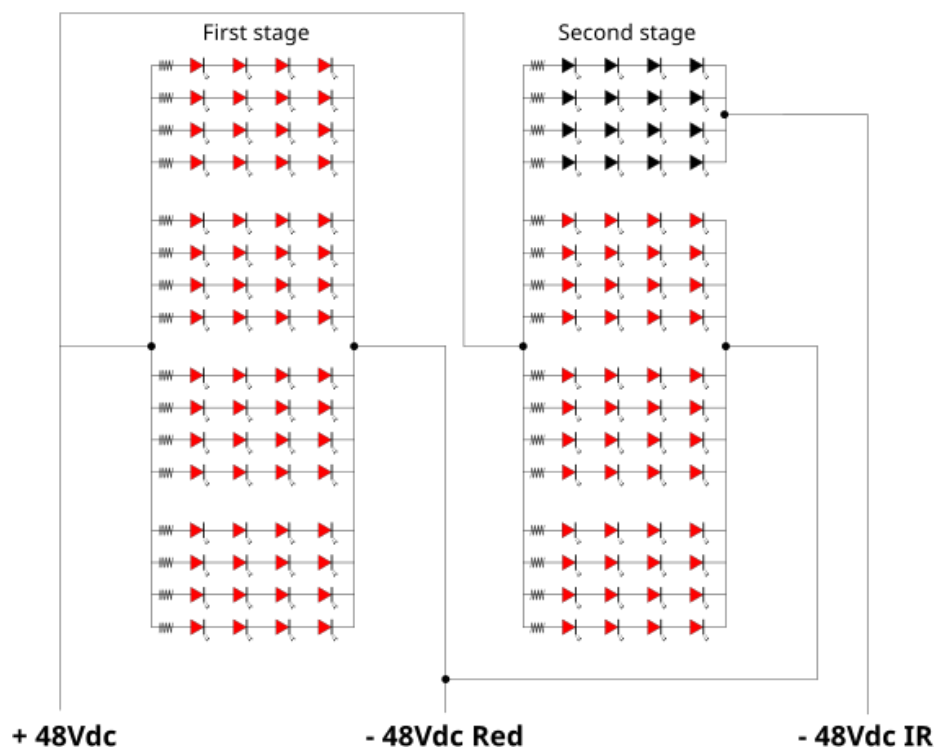 First stage
Second stage
+ 48Vdc
- 48Vdc Red
- 48Vdc IR